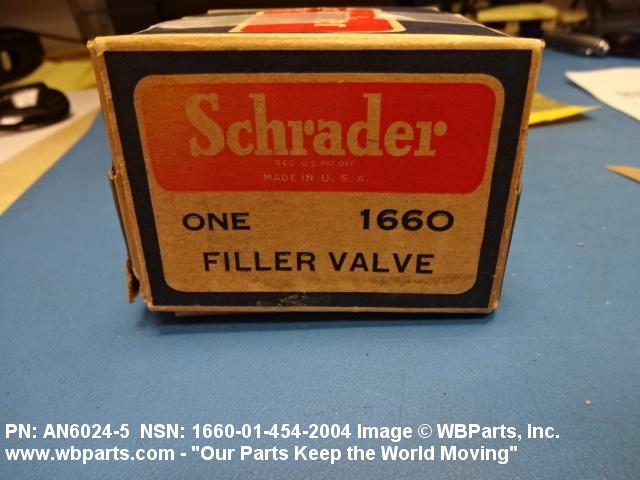 Schrader
REG. U.S. PAT. OFF.
MADE IN U. S. A.
ONE 1660
FILLER VALVE
PN: AN6024-5 NSN: 1660-01-454-2004 Image © WBParts, Inc.
www.wbparts.com - "Our Parts Keep the World Moving"